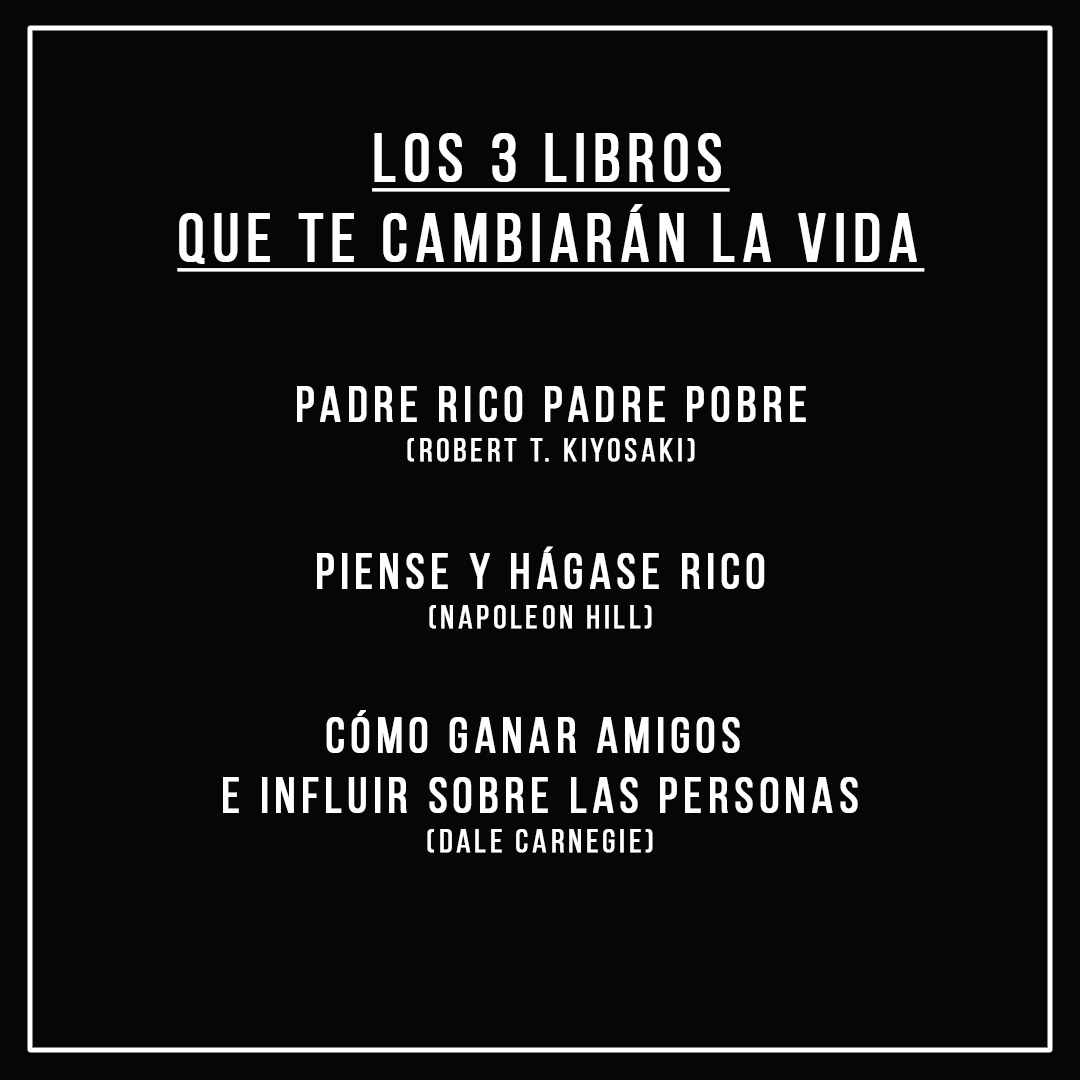 LOS 3 LIBROS
QUE TE CAMBIARÁN LA VIDA
PADRE RICO PADRE POBRE
(ROBERT T. KIYOSAKI)
PIENSE Y HÁGASE RICO
(NAPOLEON HILL)
CÓMO GANAR AMIGOS
E INFLUIR SOBRE LAS PERSONAS
(DALE CARNEGIE)